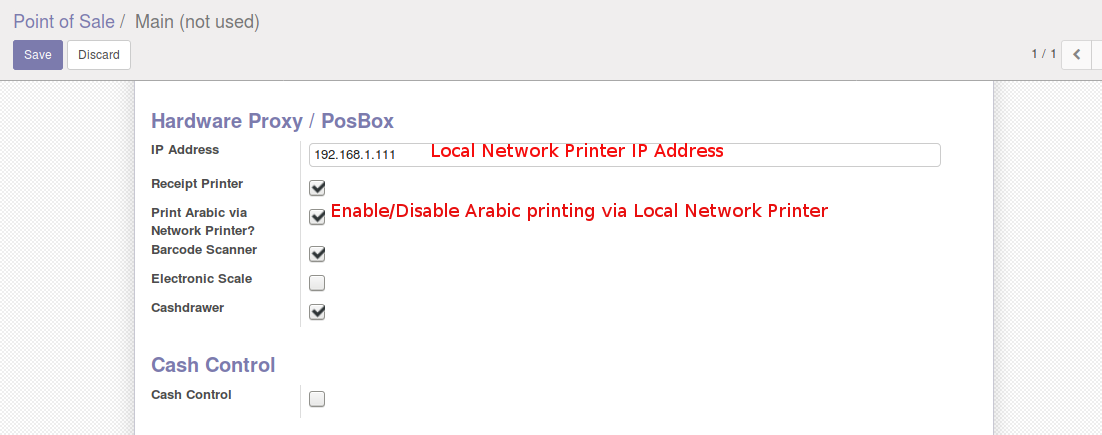 Point of Sale / Main (not used)
Save Discard 1 / 1
Hardware Proxy / PosBox
IP Address 192.168.1.111 Local Network Printer IP Address
Receipt Printer
Print Arabic via
Network Printer? Enable/Disable Arabic printing via Local Network Printer
Barcode Scanner
Electronic Scale
Cashdrawer
Cash Control
Cash Control